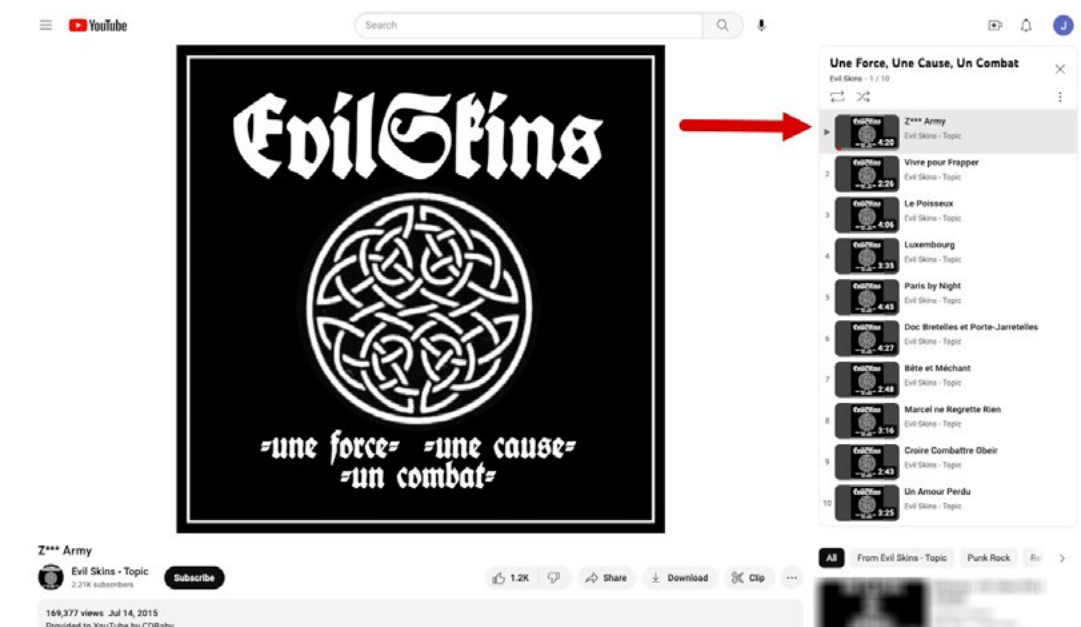 YouTube
Search
J
EvilSkins
=une force= =une cause=
=un combat=
Une Force, Une Cause, Un Combat
Evil Skins - 1 / 10
4:20
Z*** Army
Evil Skins - Topic
2
2:26
Vivre pour Frapper
Evil Skins - Topic
3
4:06
Le Poisseux
Evil Skins - Topic
4
3:35
Luxembourg
Evil Skins - Topic
5
4:45
Paris by Night
Evil Skins - Topic
6
4:27
Doc Bretelles et Porte-Jarretelles
Evil Skins - Topic
7
2:48
Bête et Méchant
Evil Skins - Topic
8
3:16
Marcel ne Regrette Rien
Evil Skins - Topic
9
2:43
Croire Combattre Obeir
Evil Skins - Topic
10
3:25
Un Amour Perdu
Evil Skins - Topic
Z*** Army
Evil Skins - Topic
2.21K subscribers
Subscribe
1.2K
Share
Download
Clip
169,377 views Jul 14, 2015
Provided to YouTube by CDBaby
All
From Evil Skins - Topic
Punk Rock